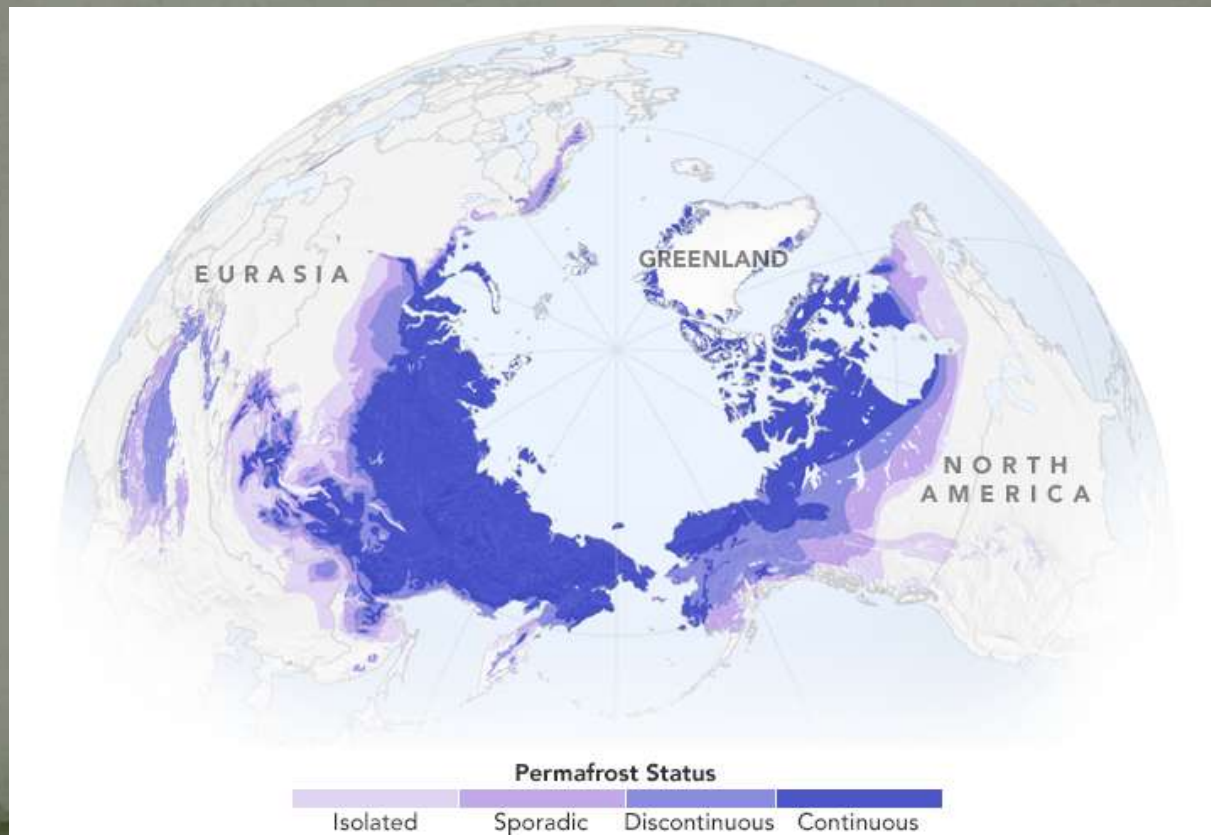 EURASIA
GREENLAND
NORTH
AMERICA
Permafrost Status
Isolated Sporadic Discontinuous Continuous